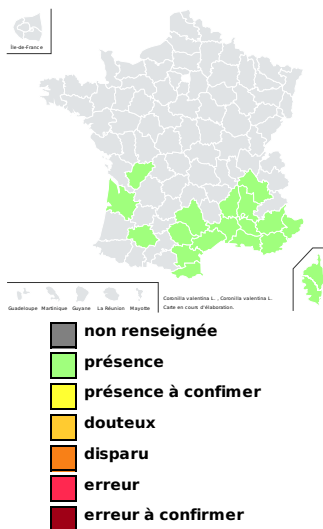 Île-de-France
Guadeloupe Martinique Guyane La Réunion Mayotte
Coronilla valentina L. , Coronilla valentina L.
Carte en cours d'élaboration.
non renseignée
présence
présence à confimer
douteux
disparu
erreur
erreur à confirmer